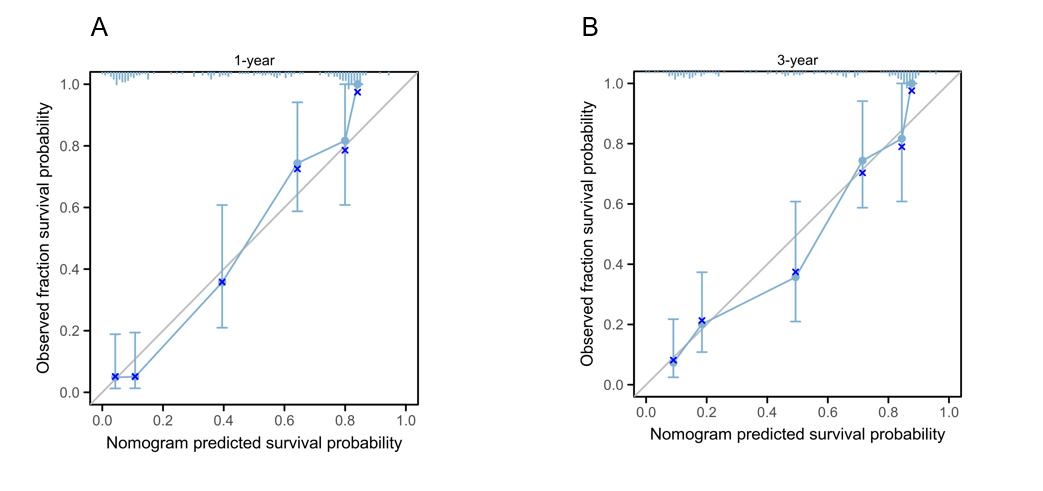 A
1-year
Observed fraction survival probability
1.0
0.8
0.6
0.4
0.2
0.0
0.0 0.2 0.4 0.6 0.8 1.0
Nomogram predicted survival probability
B
3-year
Observed fraction survival probability
1.0
0.8
0.6
0.4
0.2
0.0
0.0 0.2 0.4 0.6 0.8 1.0
Nomogram predicted survival probability